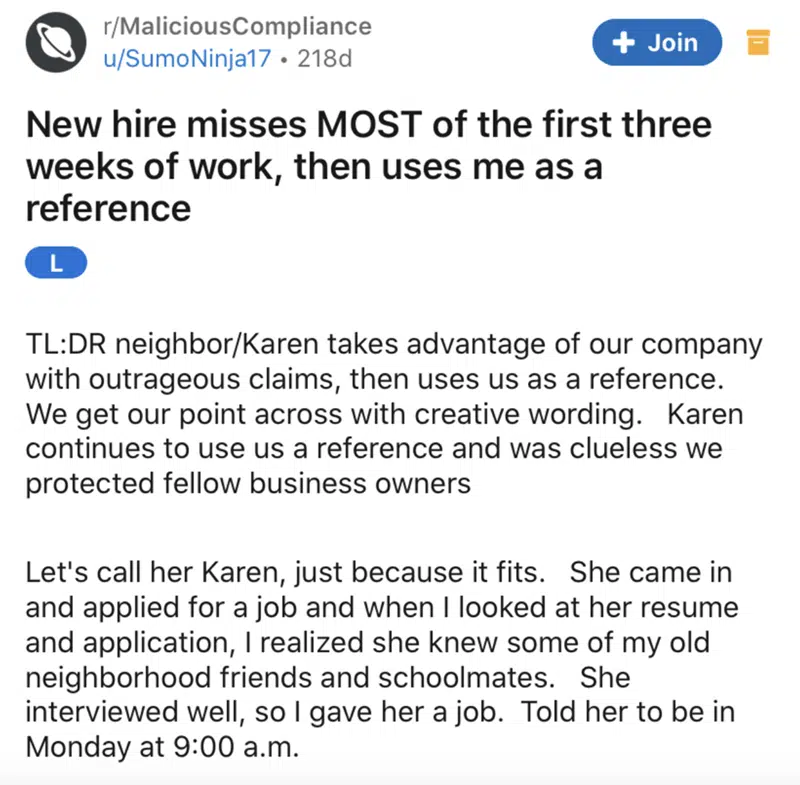 r/MaliciousCompliance
u/SumoNinja17 • 218d
+ Join
New hire misses MOST of the first three
weeks of work, then uses me as a
reference
L
TL:DR neighbor/Karen takes advantage of our company
with outrageous claims, then uses us as a reference.
We get our point across with creative wording.   Karen
continues to use us a reference and was clueless we
protected fellow business owners
Let's call her Karen, just because it fits.   She came in
and applied for a job and when I looked at her resume
and application, I realized she knew some of my old
neighborhood friends and schoolmates.   She
interviewed well, so I gave her a job.  Told her to be in
Monday at 9:00 a.m.